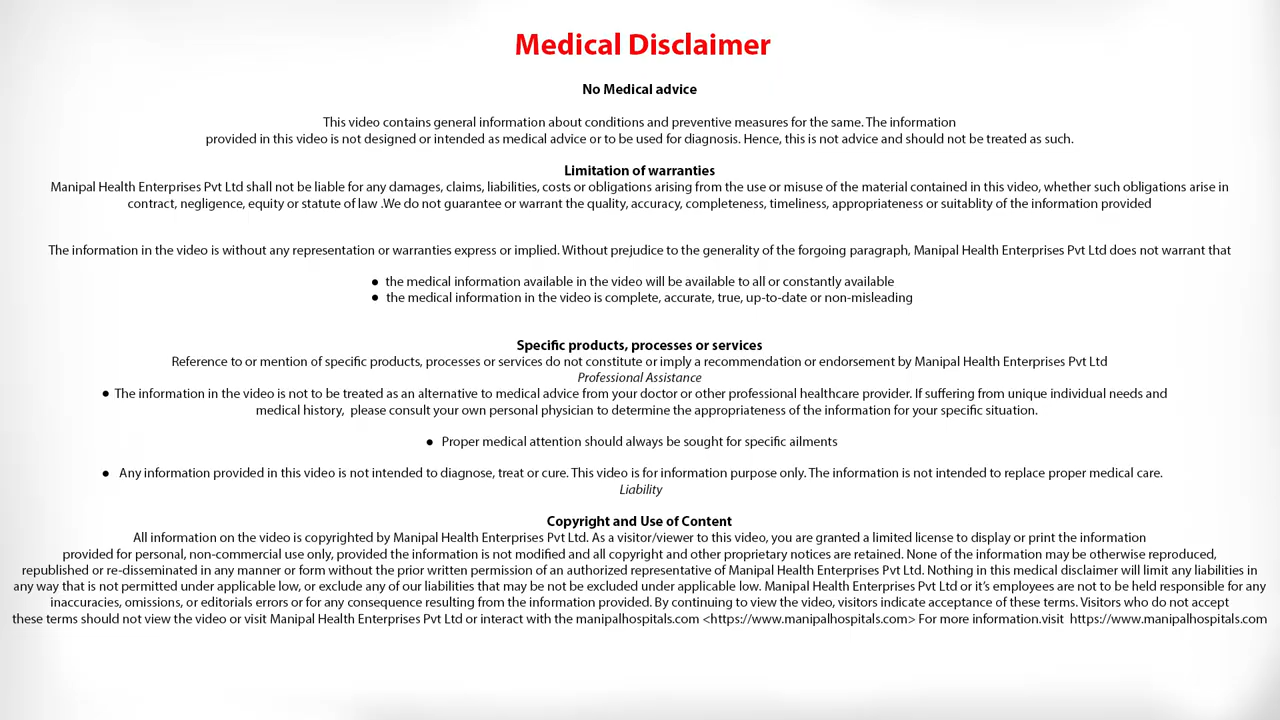 Medical Disclaimer
No Medical advice
This video contains general information about conditions and preventive measures for the same. The information
provided in this video is not designed or intended as medical advice or to be used for diagnosis. Hence, this is not advice and should not be treated as such.
Limitation of warranties
Manipal Health Enterprises Pvt Ltd shall not be liable for any damages, claims, liabilities, costs or obligations arising from the use or misuse of the material contained in this video, whether such obligations arise in
contract, negligence, equity or statute of law .We do not guarantee or warrant the quality, accuracy, completeness, timeliness, appropriateness or suitablity of the information provided
The information in the video is without any representation or warranties express or implied. Without prejudice to the generality of the forgoing paragraph, Manipal Health Enterprises Pvt Ltd does not warrant that
● the medical information available in the video will be available to all or constantly available
● the medical information in the video is complete, accurate, true, up-to-date or non-misleading
Specific products, processes or services
Reference to or mention of specific products, processes or services do not constitute or imply a recommendation or endorsement by Manipal Health Enterprises Pvt Ltd
Professional Assistance
● The information in the video is not to be treated as an alternative to medical advice from your doctor or other professional healthcare provider. If suffering from unique individual needs and
medical history, please consult your own personal physician to determine the appropriateness of the information for your specific situation.
● Proper medical attention should always be sought for specific ailments
● Any information provided in this video is not intended to diagnose, treat or cure. This video is for information purpose only. The information is not intended to replace proper medical care.
Liability
Copyright and Use of Content
All information on the video is copyrighted by Manipal Health Enterprises Pvt Ltd. As a visitor/viewer to this video, you are granted a limited license to display or print the information
provided for personal, non-commercial use only, provided the information is not modified and all copyright and other proprietary notices are retained. None of the information may be otherwise reproduced,
republished or re-disseminated in any manner or form without the prior written permission of an authorized representative of Manipal Health Enterprises Pvt Ltd. Nothing in this medical disclaimer will limit any liabilities in
any way that is not permitted under applicable low, or exclude any of our liabilities that may be not be excluded under applicable low. Manipal Health Enterprises Pvt Ltd or it's employees are not to be held responsible for any
inaccuracies, omissions, or editorials errors or for any consequence resulting from the information provided. By continuing to view the video, visitors indicate acceptance of these terms. Visitors who do not accept
these terms should not view the video or visit Manipal Health Enterprises Pvt Ltd or interact with the manipalhospitals.com <https://www.manipalhospitals.com> For more information.visit https://www.manipalhospitals.com